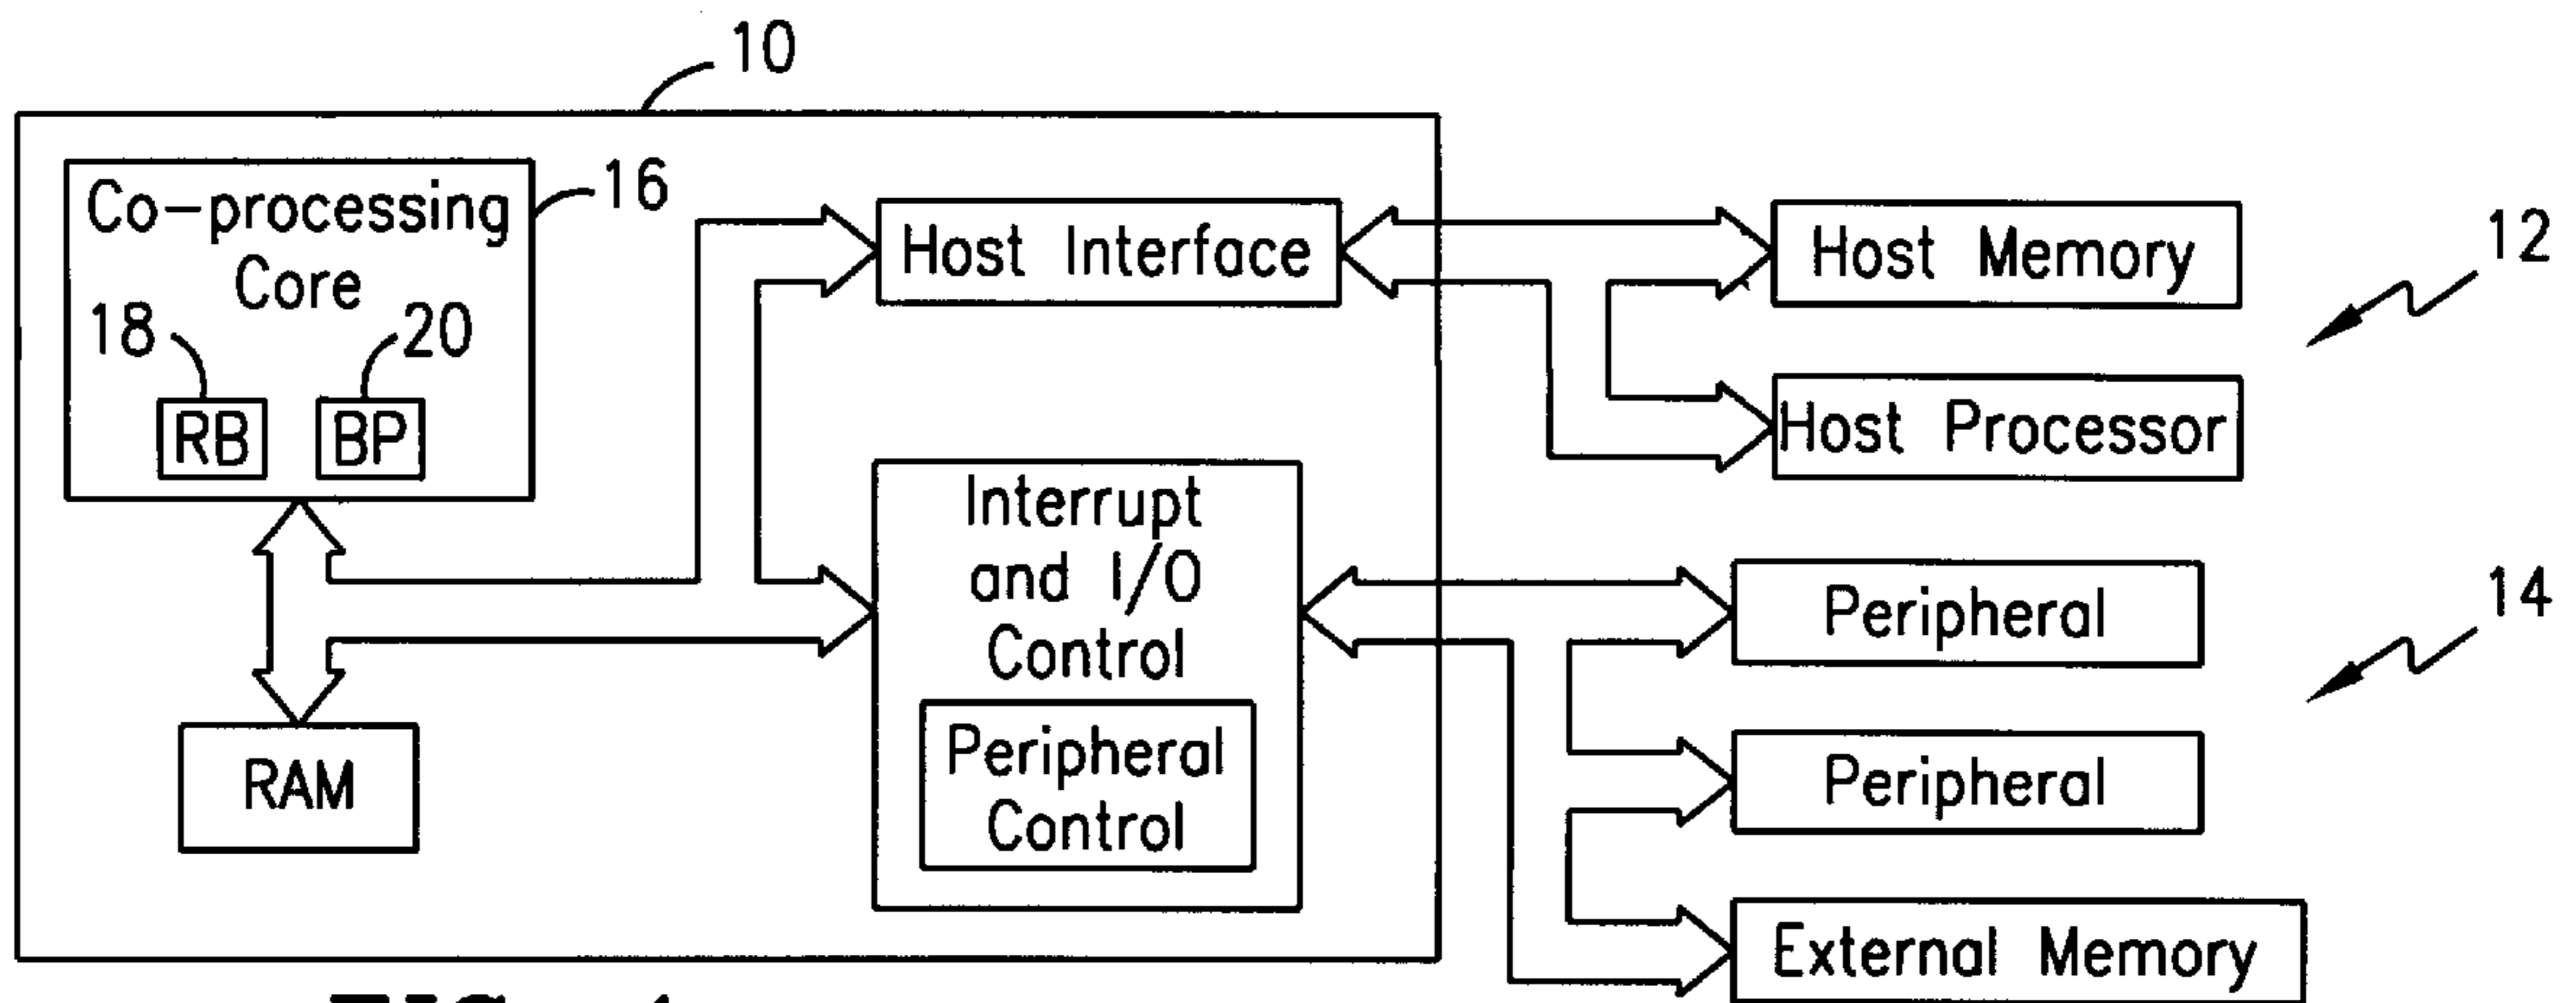 10
Co-processing
Core
16
18
20
RB
BP
RAM
Host Interface
Interrupt
and I/O
Control
Peripheral
Control
Host Memory
Host Processor
12
Peripheral
Peripheral
External Memory
14